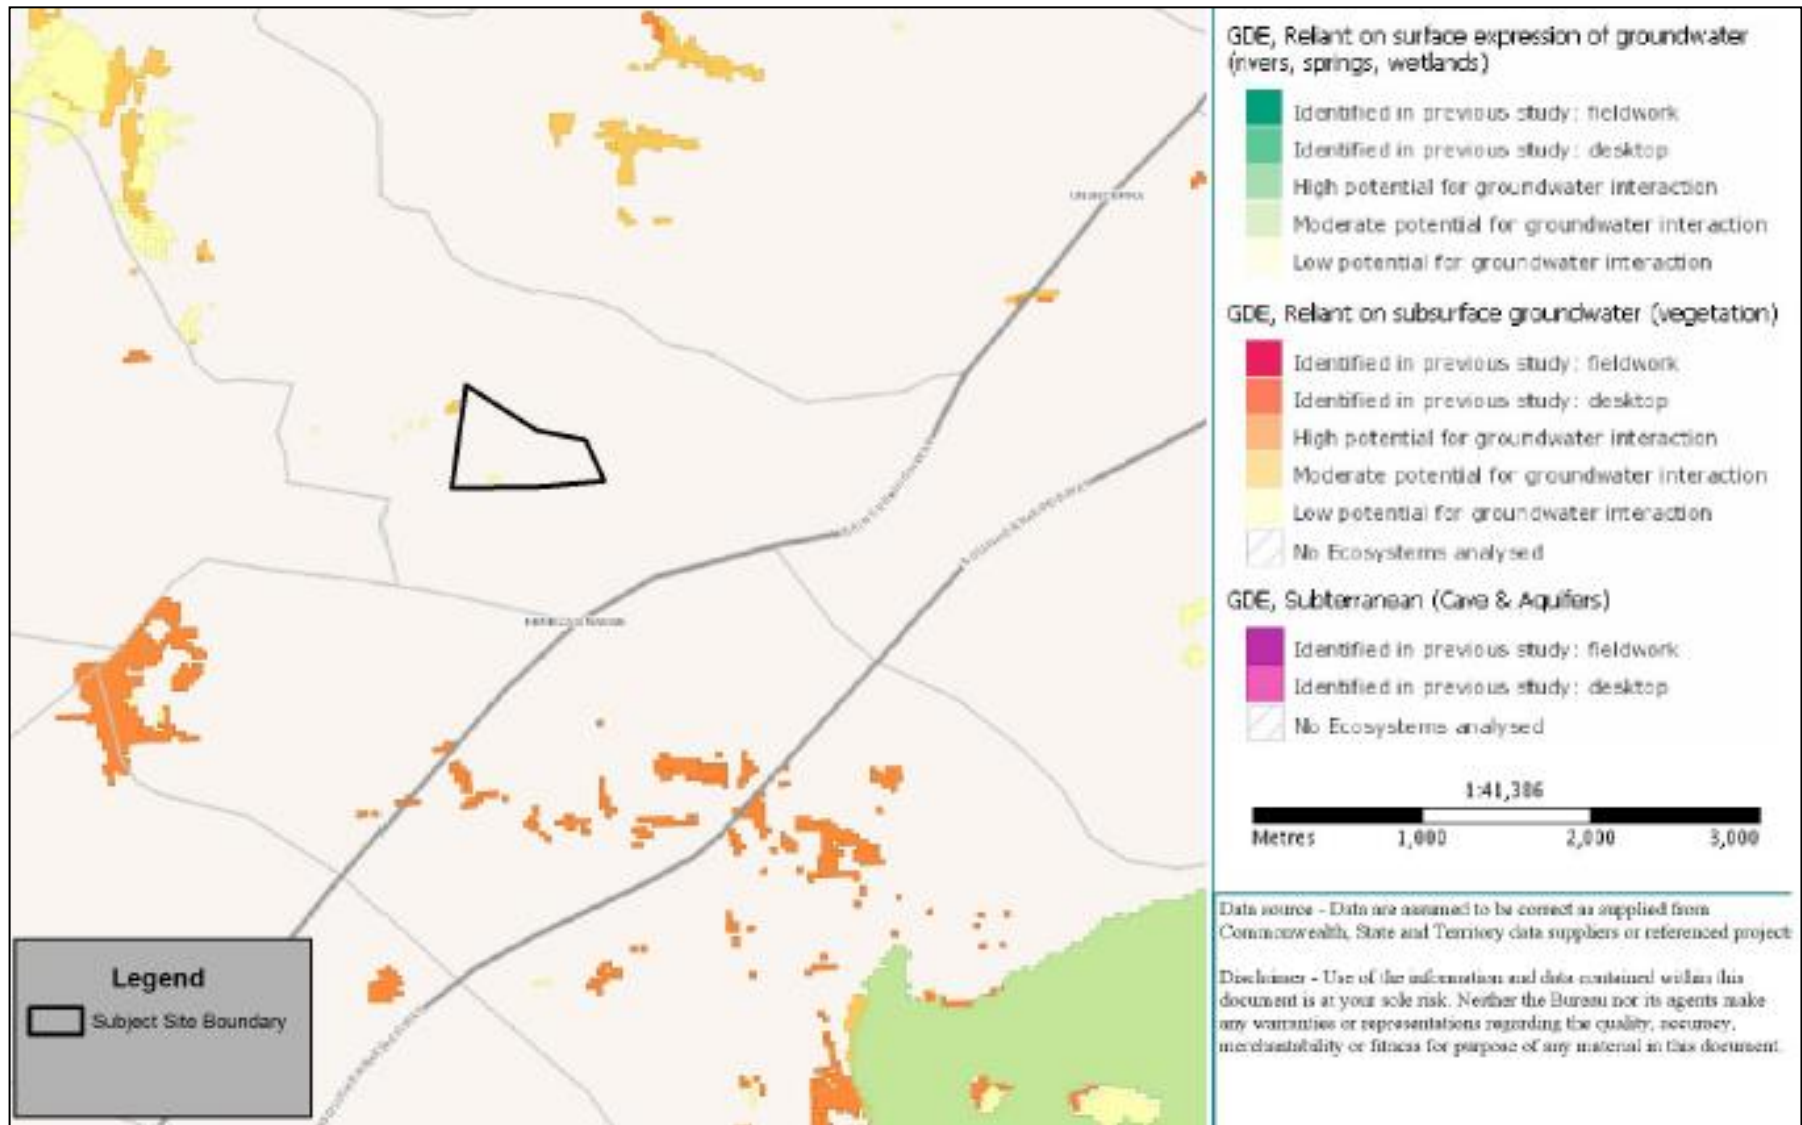 GDE, Reliant on surface expression of groundwater
(rivers, springs, wetlands)
Identified in previous study: fieldwork
Identified in previous study: desktop
High potential for groundwater interaction
Moderate potential for groundwater interaction
Low potential for groundwater interaction
GDE, Reliant on subsurface groundwater (vegetation)
Identified in previous study: fieldwork
Identified in previous study: desktop
High potential for groundwater interaction
Moderate potential for groundwater interaction
Low potential for groundwater interaction
No Ecosystems analysed
GDE, Subterranean (Cave & Aquifers)
Identified in previous study: fieldwork
Identified in previous study: desktop
No Ecosystems analysed
1:41,386
Metres 1,000 2,000 3,000
Data source - Data are assumed to be correct as supplied from
Commonwealth, State and Territory data suppliers or referenced project
Disclaimer - Use of the information and data contained within this
document is at your sole risk. Neither the Bureau nor its agents make
any warranties or representations regarding the quality, accuracy,
merchantability or fitness for purpose of any material in this document.
Legend
Subject Site Boundary